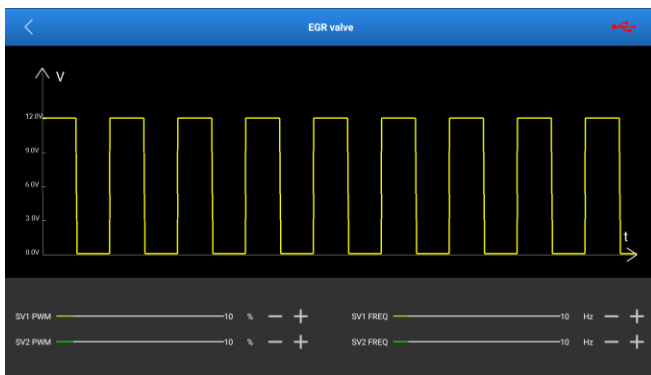 EGR valve
V
12.0V
9.0V
6.0V
3.0V
0.0V
t
SV1 PWM 10 % SV1 FREQ 10 Hz
SV2 PWM 10 % SV2 FREQ 10 Hz